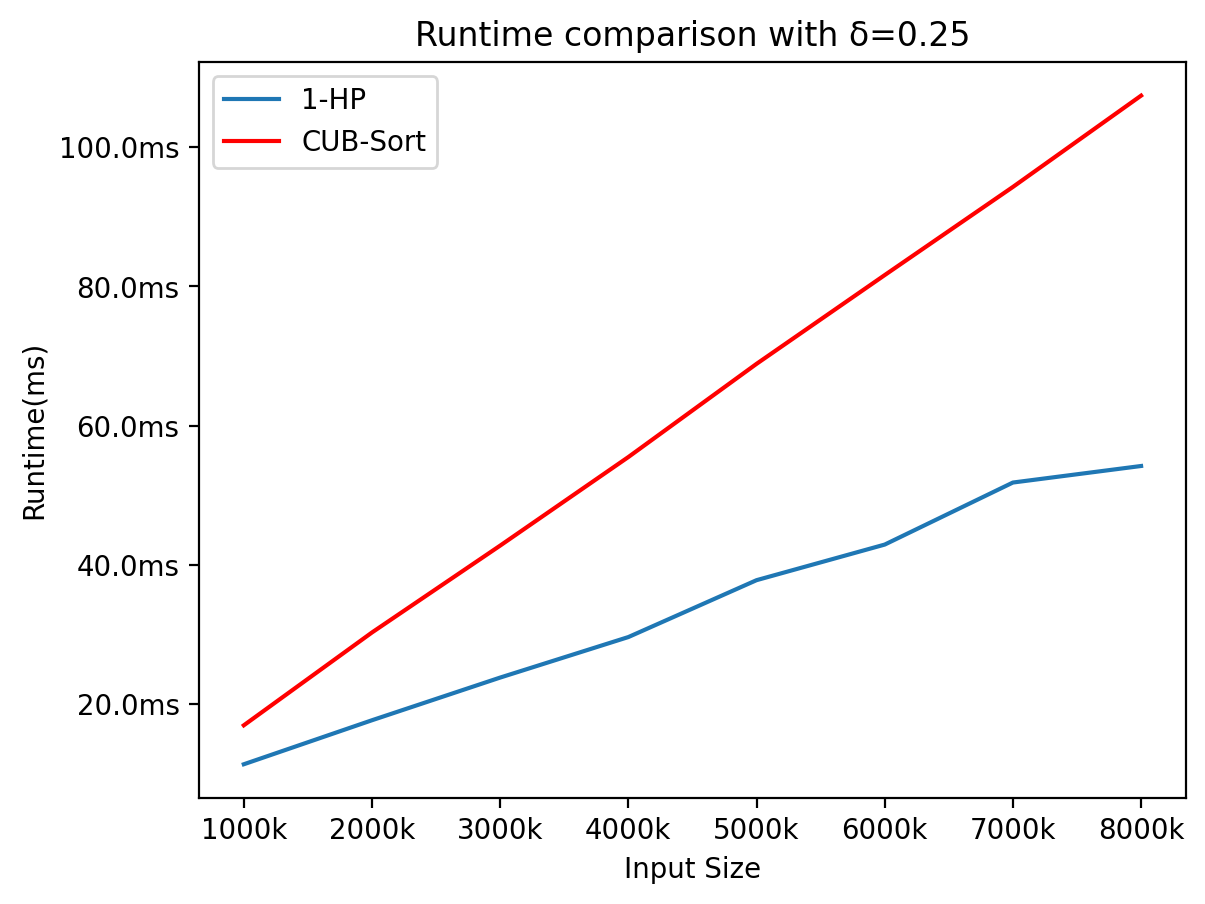 Runtime comparison with δ=0.25
1-HP
CUB-Sort
100.0ms
80.0ms
60.0ms
40.0ms
20.0ms
Runtime(ms)
1000k 2000k 3000k 4000k 5000k 6000k 7000k 8000k
Input Size